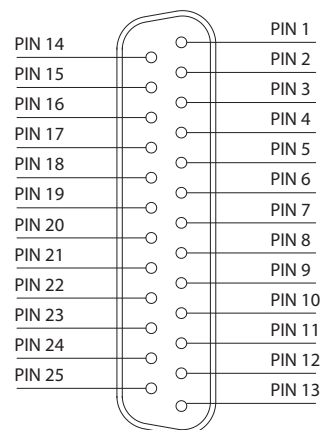 PIN 1
PIN 14
PIN 2
PIN 15
PIN 3
PIN 16
PIN 4
PIN 17
PIN 5
PIN 18
PIN 6
PIN 19
PIN 7
PIN 20
PIN 8
PIN 21
PIN 9
PIN 22
PIN 10
PIN 23
PIN 11
PIN 24
PIN 12
PIN 25
PIN 13